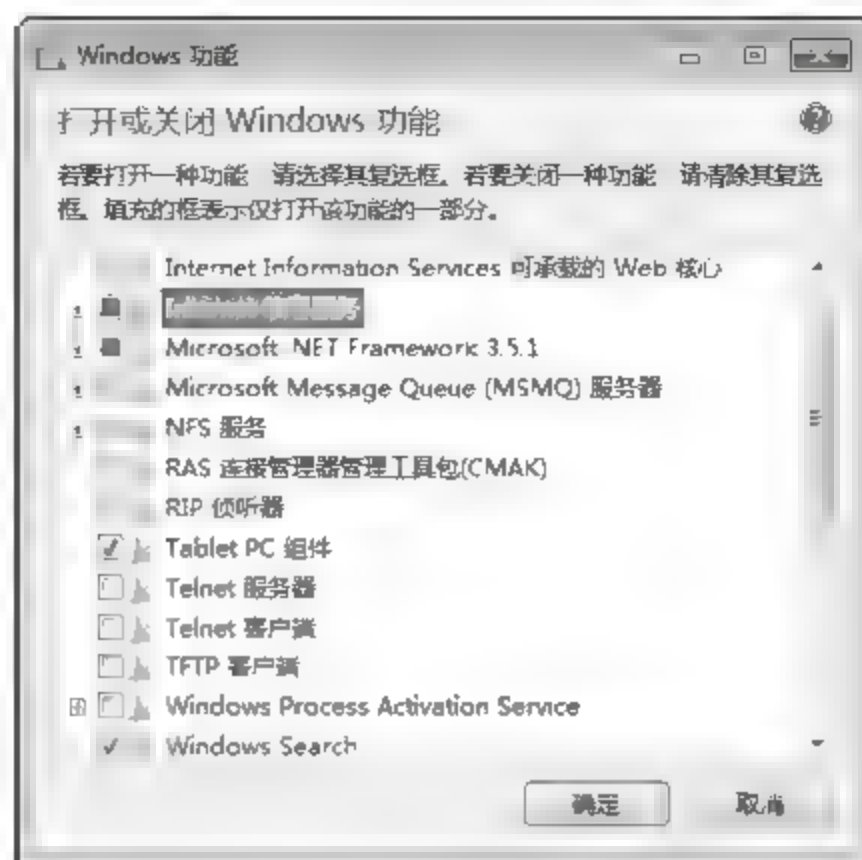 Windows 功能
打开或关闭 Windows 功能
若要打开一种功能 请选择其复选框。若要关闭一种功能 请清除其复选
框。填充的框表示仅打开该功能的一部分。
Internet Information Services 可承载的 Web 核心
Microsoft .NET Framework 3.5.1
Microsoft Message Queue (MSMQ) 服务器
NFS 服务
RAS 连接管理器管理工具包(CMAK)
RIP 侦听器
Tablet PC 组件
Telnet 服务器
Telnet 客户端
TFTP 客户端
Windows Process Activation Service
Windows Search
确定 取消